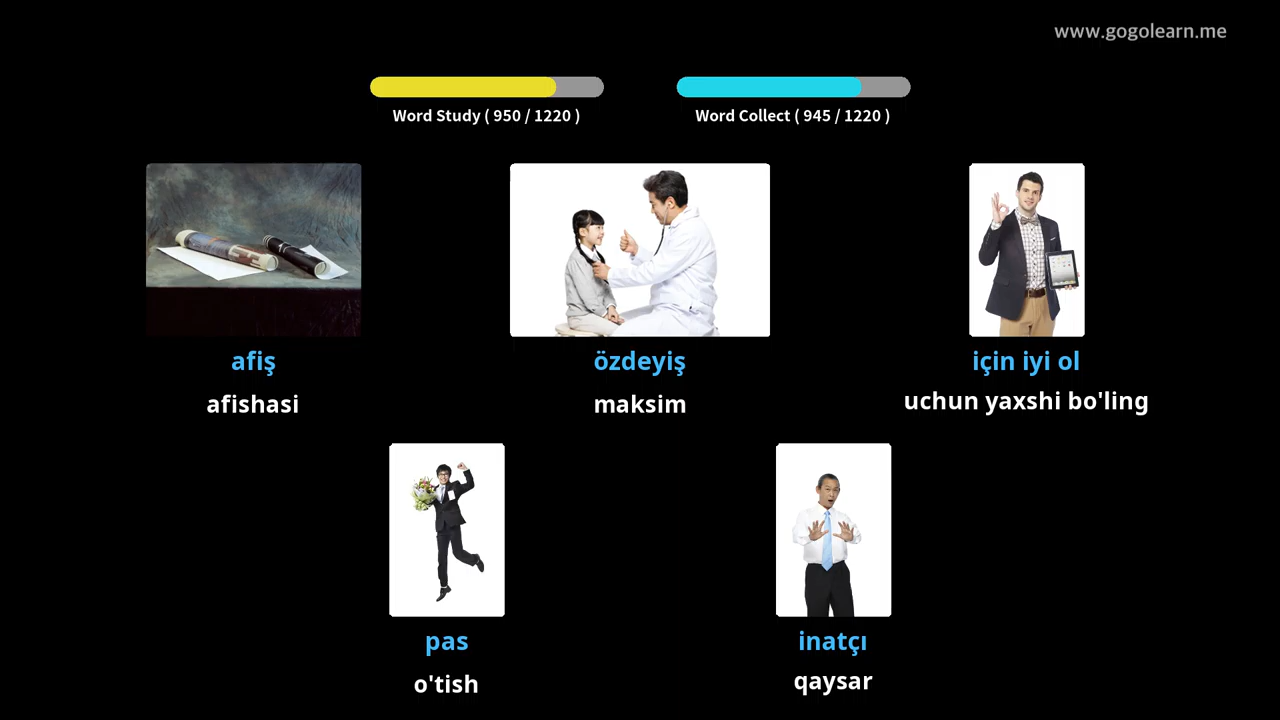 www.gogolearn.me
Word Study ( 950 / 1220 )
Word Collect ( 945 / 1220 )
afiş
özdeyiş
için iyi ol
afishasi
maksim
uchun yaxshi bo'ling
pas
inatçı
o'tish
qaysar